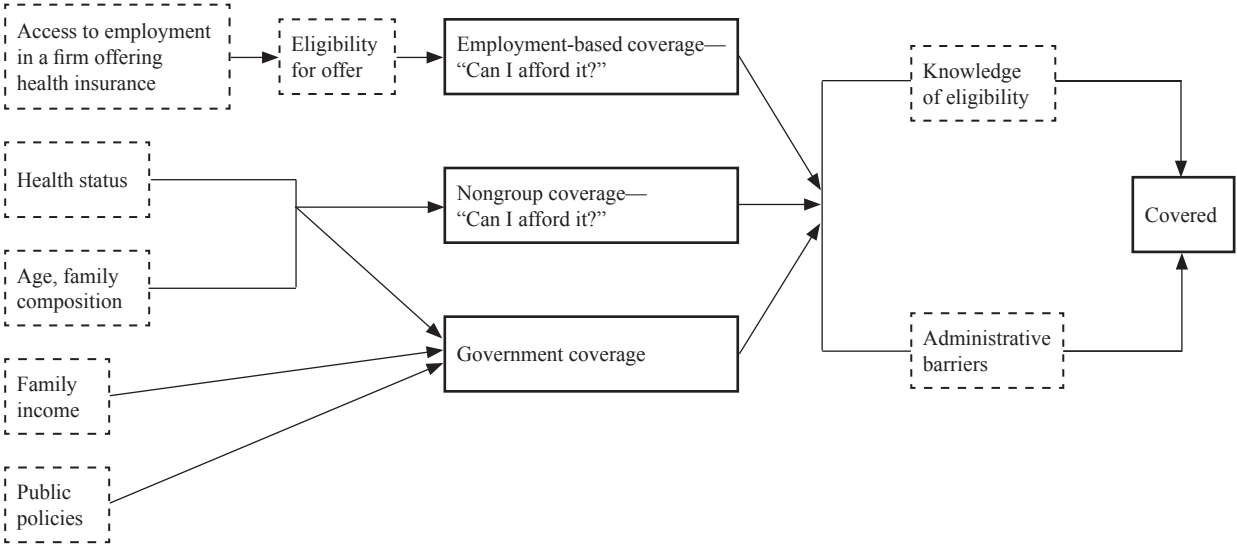 Access to employment
in a firm offering
health insurance
Eligibility
for offer
Employment-based coverage—
“Can I afford it?”
Knowledge
of eligibility
Health status
Nongroup coverage—
“Can I afford it?”
Covered
Age, family
composition
Government coverage
Administrative
barriers
Family
income
Public
policies